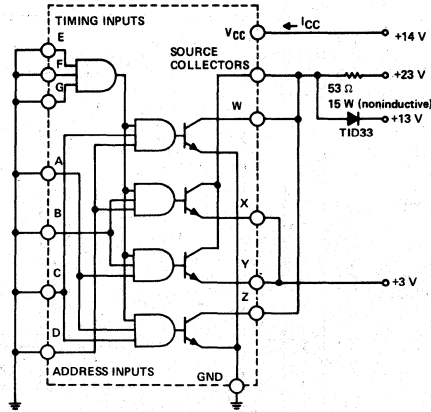 TIMING INPUTS
E
F
G
VCC
ICC
+14 V
SOURCE
COLLECTORS
+23 V
53 Ω
15 W (noninductive)
+13 V
TID33
W
A
X
B
Y
+3 V
C
Z
D
ADDRESS INPUTS
GND